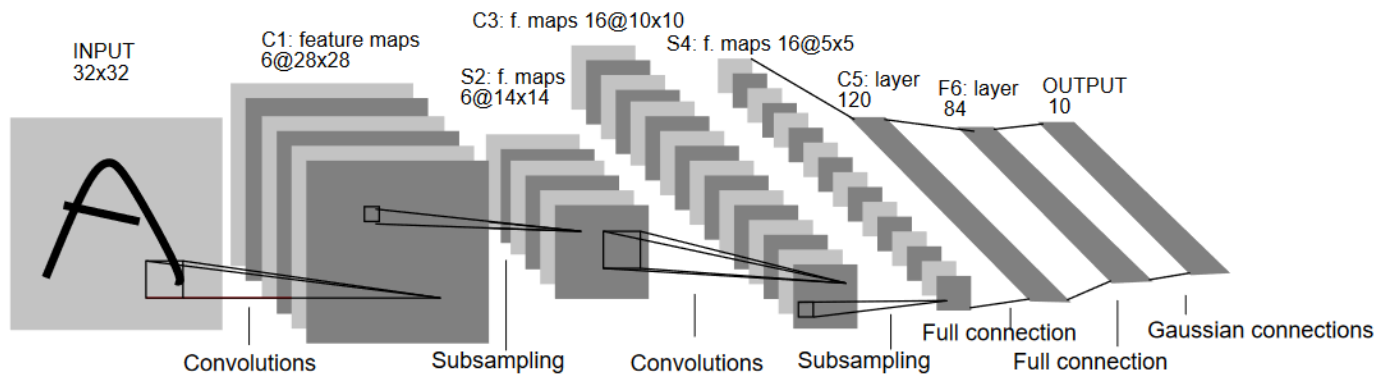 INPUT
32x32
C1: feature maps
6@28x28
S2: f. maps
6@14x14
C3: f. maps 16@10x10
S4: f. maps 16@5x5
C5: layer
120
F6: layer
84
OUTPUT
10
Convolutions
Subsampling
Convolutions
Subsampling
Full connection
Full connection
Gaussian connections